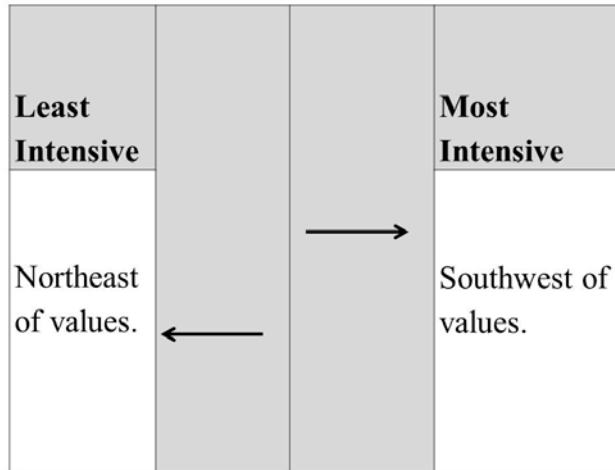 Least
Intensive
Most
Intensive
Northeast
of values.
Southwest of
values.